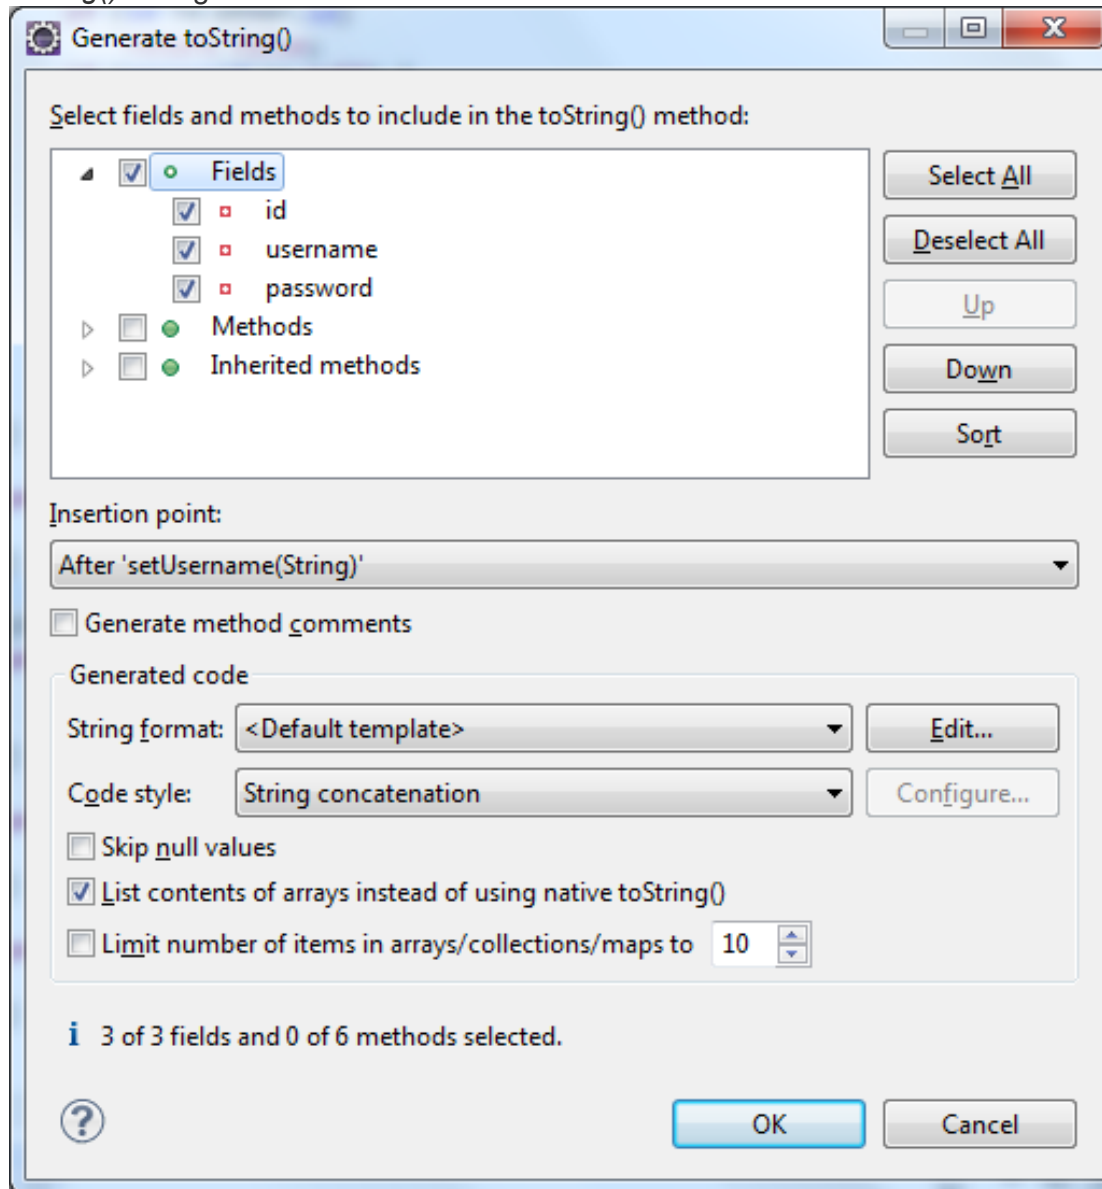 Generate toString()
Select fields and methods to include in the toString() method:
Fields
id
username
password
Methods
Inherited methods
Select All
Deselect All
Up
Down
Sort
Insertion point:
After 'setUsername(String)'
Generate method comments
Generated code
String format: <Default template> Edit...
Code style: String concatenation Configure...
Skip null values
List contents of arrays instead of using native toString()
Limit number of items in arrays/collections/maps to 10
i 3 of 3 fields and 0 of 6 methods selected.
? OK Cancel